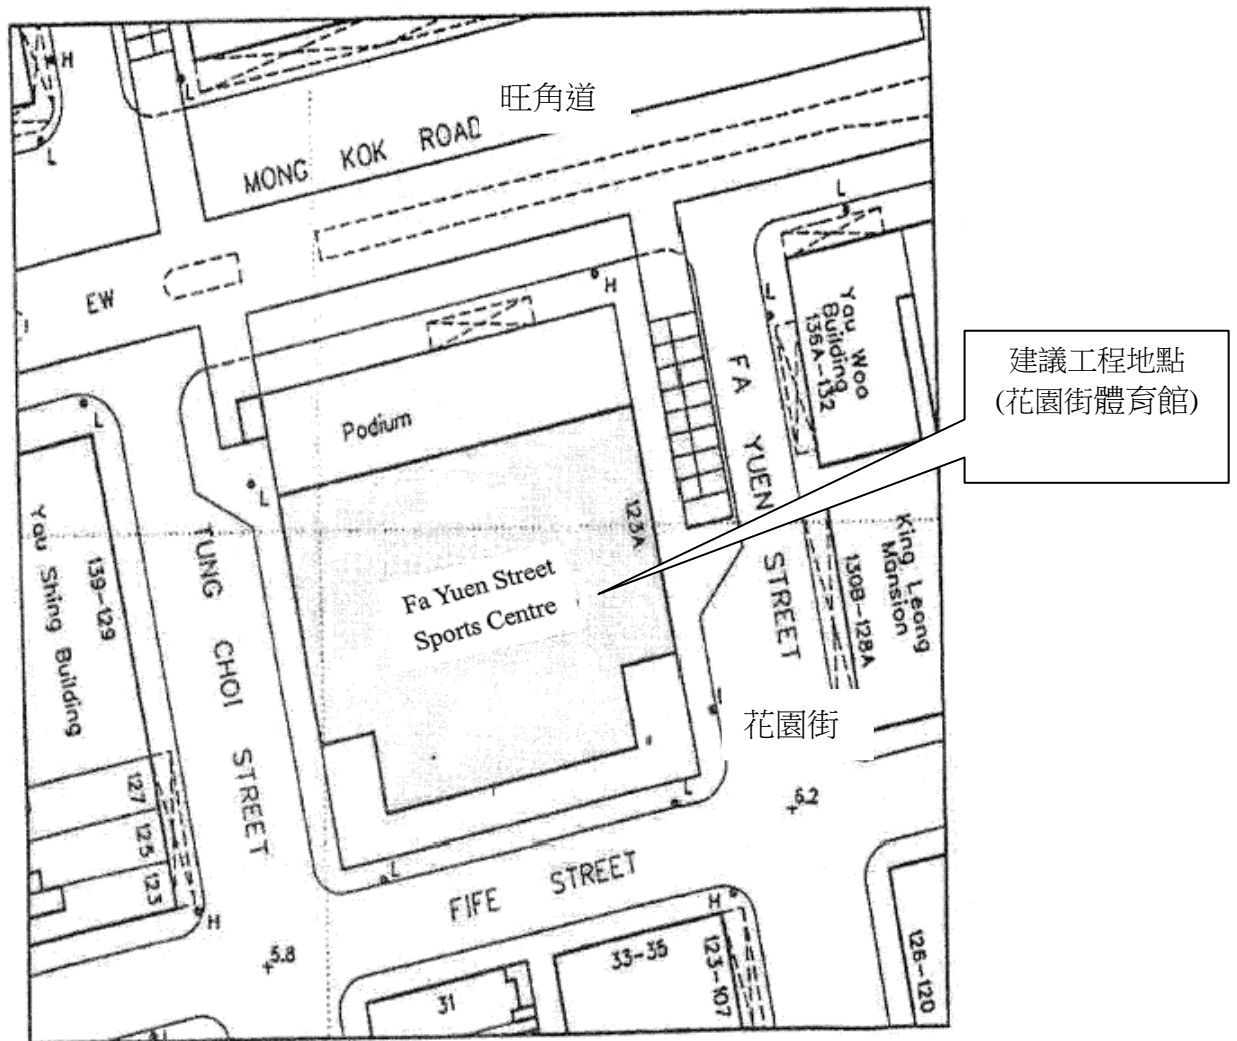 旺角道
MONG KOK ROAD
H
L
L
L
EW
H
Yau Woo
Building
136A-132
L
建議工程地點
(花園街體育館)
FA YUEN STREET
Podium
L
L
123A
Yau Shing Building
139-129
TUNG CHOI STREET
Fa Yuen Street
Sports Centre
King Leong
Mansion
130B-128A
花園街
L
127
125
123
6.2
L
FIFE STREET
H
H
5.8
33-35
123-107
126-120
31
L